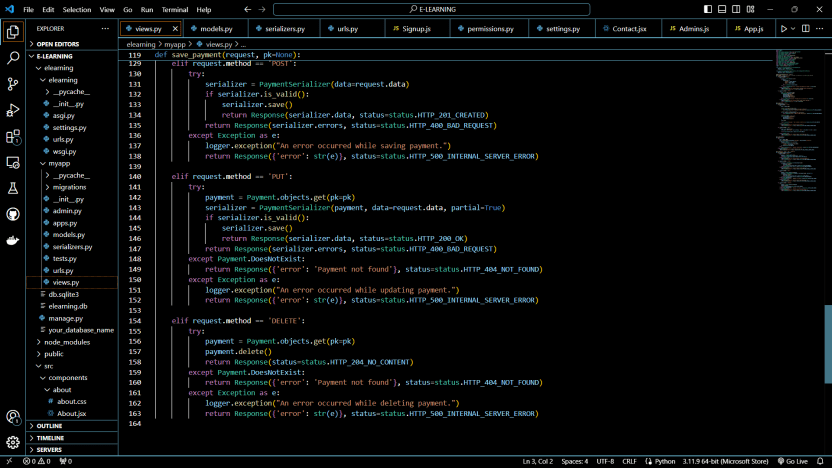 File Edit Selection View Go Run Terminal Help
E-LEARNING
EXPLORER
OPEN EDITORS
E-LEARNING
elearning
elearning
__pycache__
__init__.py
asgi.py
settings.py
urls.py
wsgi.py
myapp
__pycache__
migrations
__init__.py
admin.py
apps.py
models.py
serializers.py
tests.py
urls.py
views.py
db.sqlite3
elearning.db
manage.py
your_database_name
node_modules
public
src
components
about
about.css
About.jsx
OUTLINE
TIMELINE
SERVERS
views.py models.py serializers.py urls.py JS Signup.js permissions.py settings.py Contact.jsx JS Admins.js JS App.js
elearning > myapp > views.py > ...
119 def save_payment(request, pk=None):
129 elif request.method == 'POST':
130 try:
131 serializer = PaymentSerializer(data=request.data)
132 if serializer.is_valid():
133 serializer.save()
134 return Response(serializer.data, status=status.HTTP_201_CREATED)
135 return Response(serializer.errors, status=status.HTTP_400_BAD_REQUEST)
136 except Exception as e:
137 logger.exception("An error occurred while saving payment.")
138 return Response({'error': str(e)}, status=status.HTTP_500_INTERNAL_SERVER_ERROR)
139
140 elif request.method == 'PUT':
141 try:
142 payment = Payment.objects.get(pk=pk)
143 serializer = PaymentSerializer(payment, data=request.data, partial=True)
144 if serializer.is_valid():
145 serializer.save()
146 return Response(serializer.data, status=status.HTTP_200_OK)
147 return Response(serializer.errors, status=status.HTTP_400_BAD_REQUEST)
148 except Payment.DoesNotExist:
149 return Response({'error': 'Payment not found'}, status=status.HTTP_404_NOT_FOUND)
150 except Exception as e:
151 logger.exception("An error occurred while updating payment.")
152 return Response({'error': str(e)}, status=status.HTTP_500_INTERNAL_SERVER_ERROR)
153
154 elif request.method == 'DELETE':
155 try:
156 payment = Payment.objects.get(pk=pk)
157 payment.delete()
158 return Response(status=status.HTTP_204_NO_CONTENT)
159 except Payment.DoesNotExist:
160 return Response({'error': 'Payment not found'}, status=status.HTTP_404_NOT_FOUND)
161 except Exception as e:
162 logger.exception("An error occurred while deleting payment.")
163 return Response({'error': str(e)}, status=status.HTTP_500_INTERNAL_SERVER_ERROR)
164
0 0 0 Ln 3, Col 2 Spaces: 4 UTF-8 CRLF Python 3.11.9 64-bit (Microsoft Store) Go Live